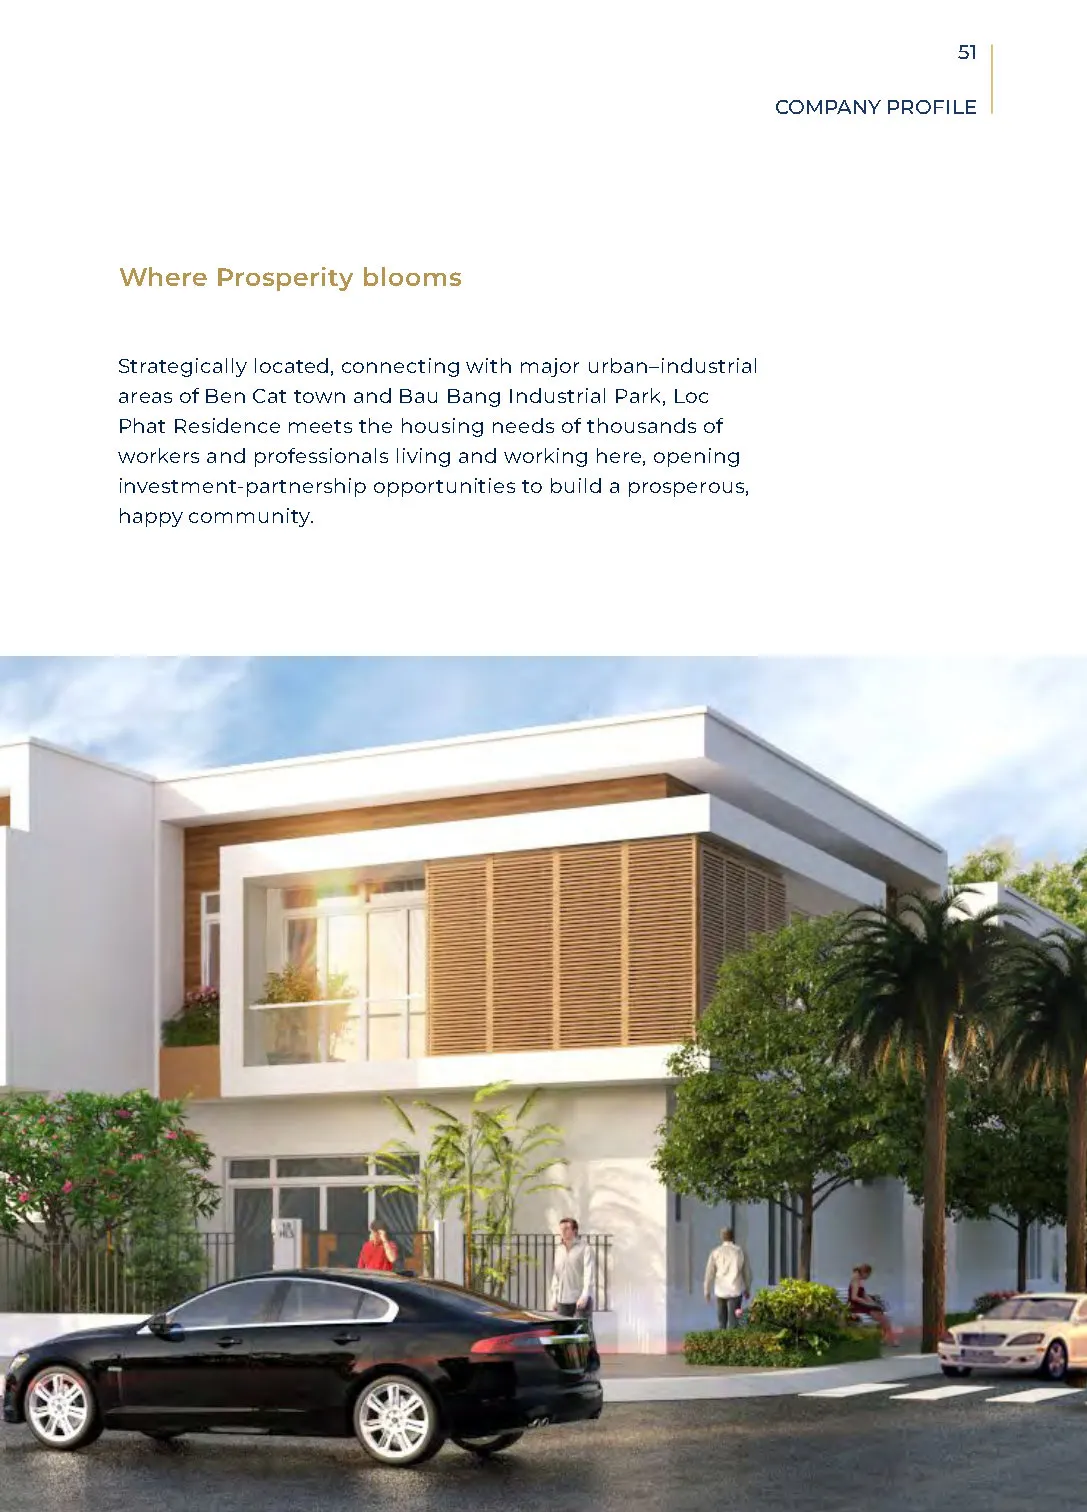 51
COMPANY PROFILE
Where Prosperity blooms
Strategically located, connecting with major urban–industrial
areas of Ben Cat town and Bau Bang Industrial Park, Loc
Phat Residence meets the housing needs of thousands of
workers and professionals living and working here, opening
investment-partnership opportunities to build a prosperous,
happy community.